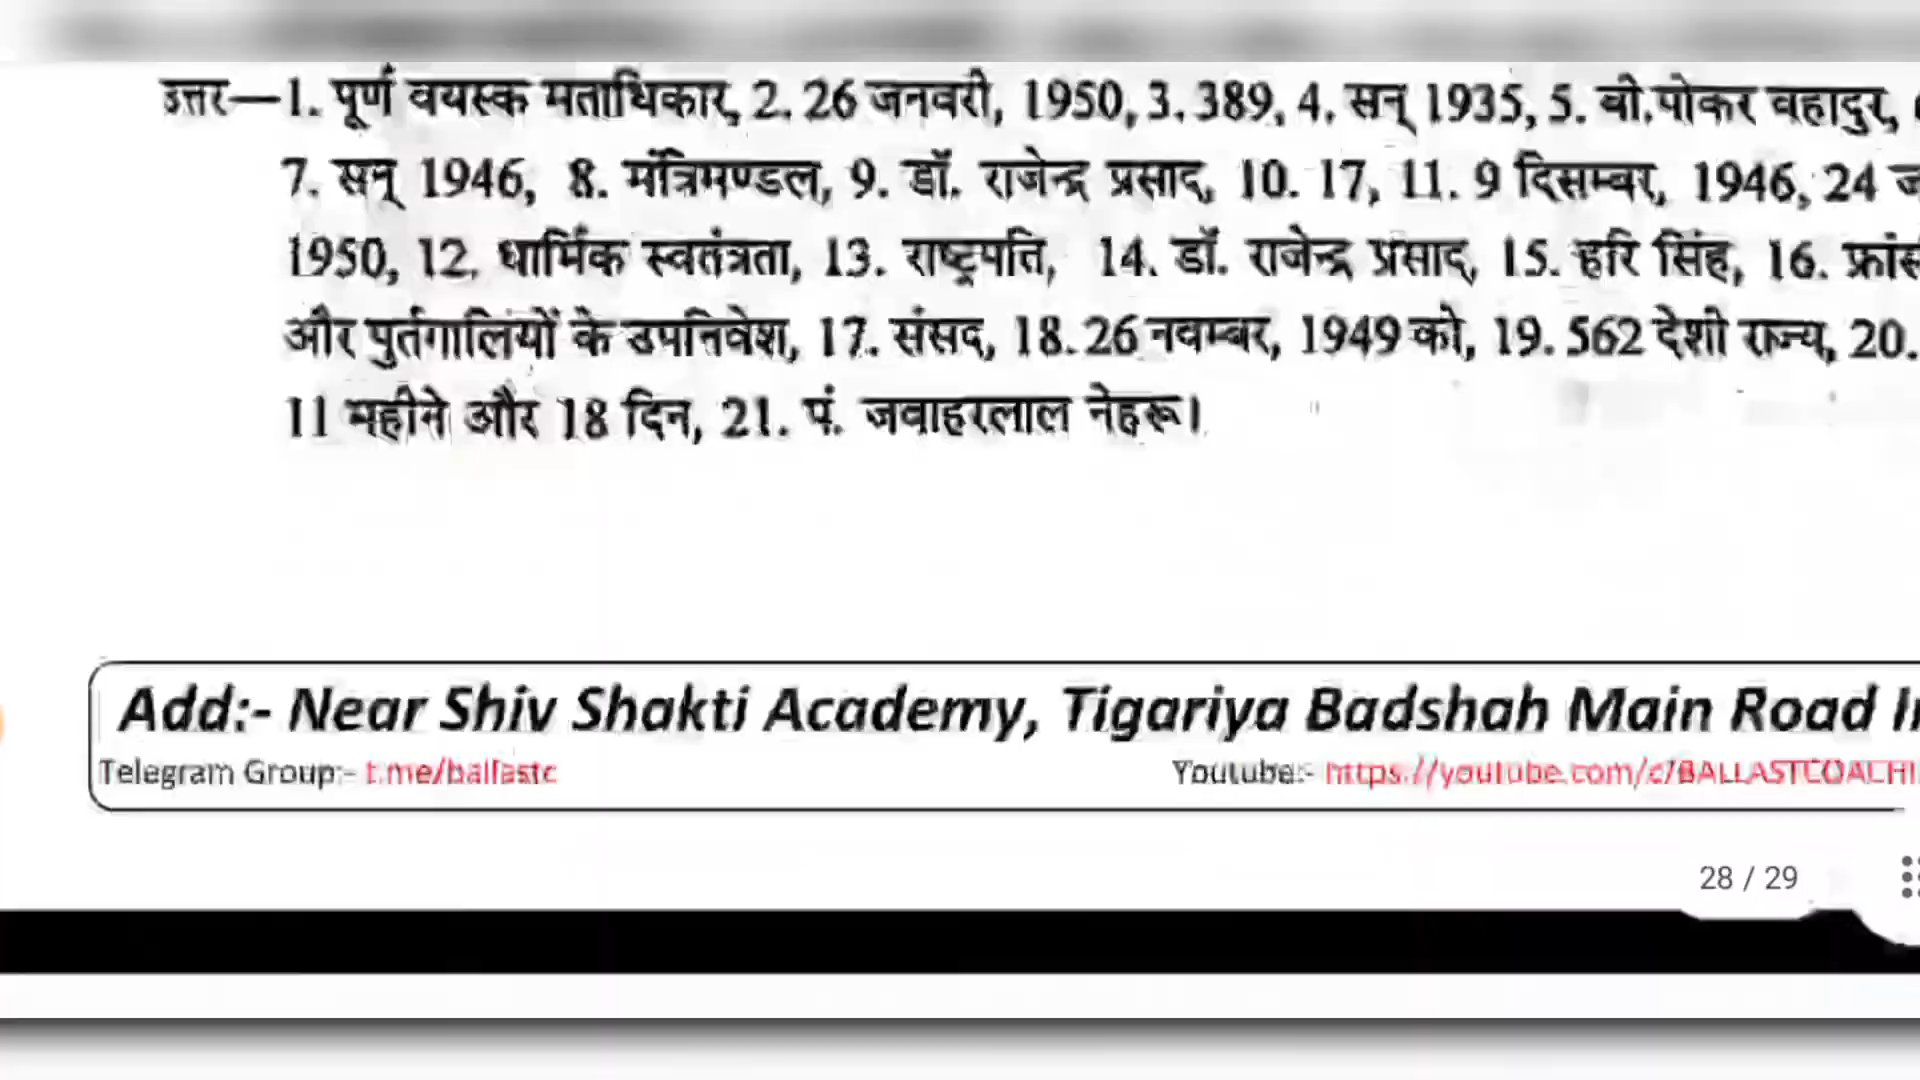 उत्तर—1. पूर्ण वयस्क मताधिकार, 2. 26 जनवरी, 1950, 3. 389, 4. सन् 1935, 5. बी.पोकर बहादुर,
7. सन् 1946, 8. मंत्रिमण्डल, 9. डॉ. राजेन्द्र प्रसाद, 10. 17, 11. 9 दिसम्बर, 1946, 24
1950, 12. धार्मिक स्वतंत्रता, 13. राष्ट्रपति, 14. डॉ. राजेन्द्र प्रसाद, 15. हरि सिंह, 16.
और पुर्तगालियों के उपनिवेश, 17. संसद, 18. 26 नवम्बर, 1949 को, 19. 562 देशी राज्य, 20.
11 महीने और 18 दिन, 21. पं. जवाहरलाल नेहरू।
Add:- Near Shiv Shakti Academy, Tigariya Badshah Main Road
Telegram Group:- t.me/ballastc Youtube:- https://youtube.com/c/BALLASTCOACHI
28 / 29